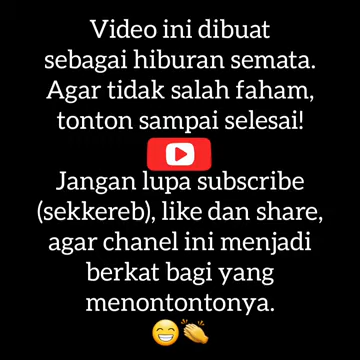 Video ini dibuat
sebagai hiburan semata.
Agar tidak salah faham,
tonton sampai selesai!
Jangan lupa subscribe
(sekkereb), like dan share,
agar chanel ini menjadi
berkat bagi yang
menontontonya.
😁👏